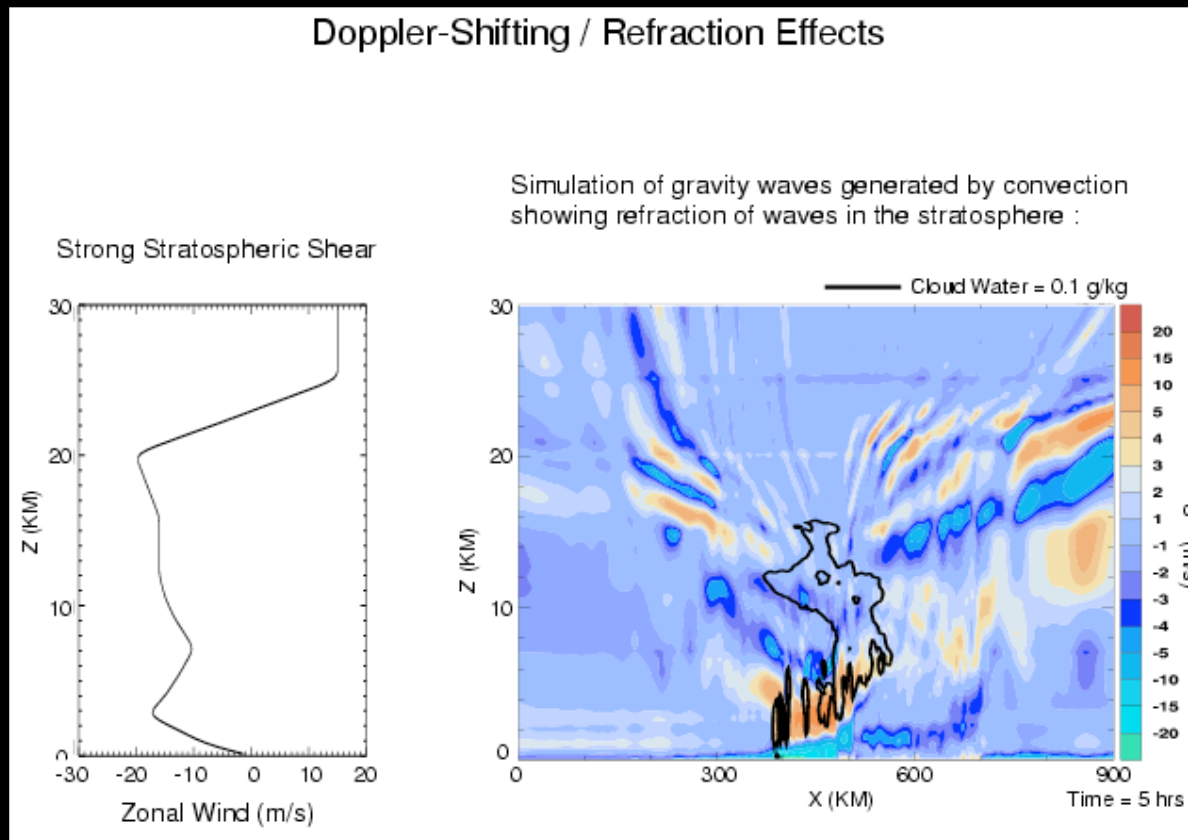 Doppler-Shifting / Refraction Effects
Simulation of gravity waves generated by convection
showing refraction of waves in the stratosphere :
Strong Stratospheric Shear
Cloud Water = 0.1 g/kg
30
20
10
0
Z (KM)
-30 -20 -10 0 10 20
Zonal Wind (m/s)
30
20
10
0
Z (KM)
0 300 600 900
X (KM)
Time = 5 hrs
20
15
10
5
4
3
2
1
-1
-2
-3
-4
-5
-10
-15
-20